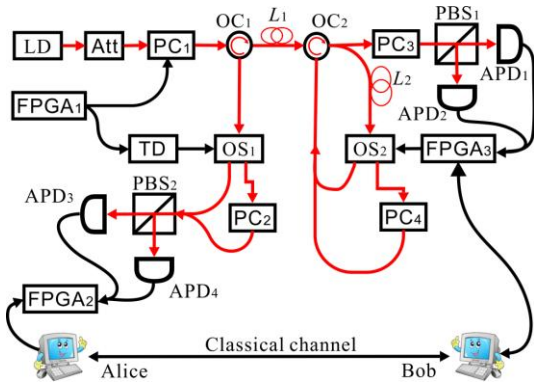 OC₁
L₁
OC₂
PBS₁
LD
Att
PC₁
PC₃
APD₁
L₂
APD₂
FPGA₁
TD
OS₁
OS₂
FPGA₃
APD₃
PBS₂
PC₂
PC₄
APD₄
FPGA₂
Classical channel
Alice
Bob